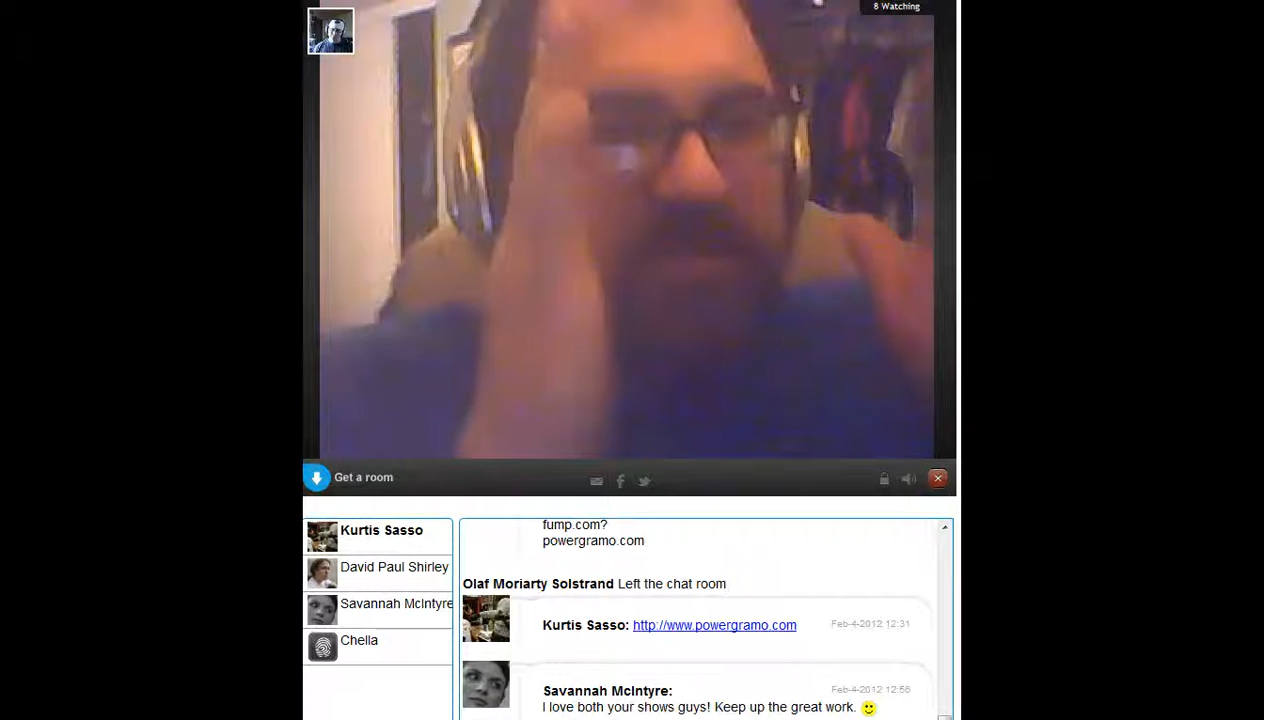 8 Watching
Get a room
Kurtis Sasso
David Paul Shirley
Savannah McIntyre
Chella
fump.com?
powergramo.com
Olaf Moriarty Solstrand Left the chat room
Kurtis Sasso: http://www.powergramo.com Feb-4-2012 12:31
Savannah McIntyre: Feb-4-2012 12:56
I love both your shows guys! Keep up the great work.